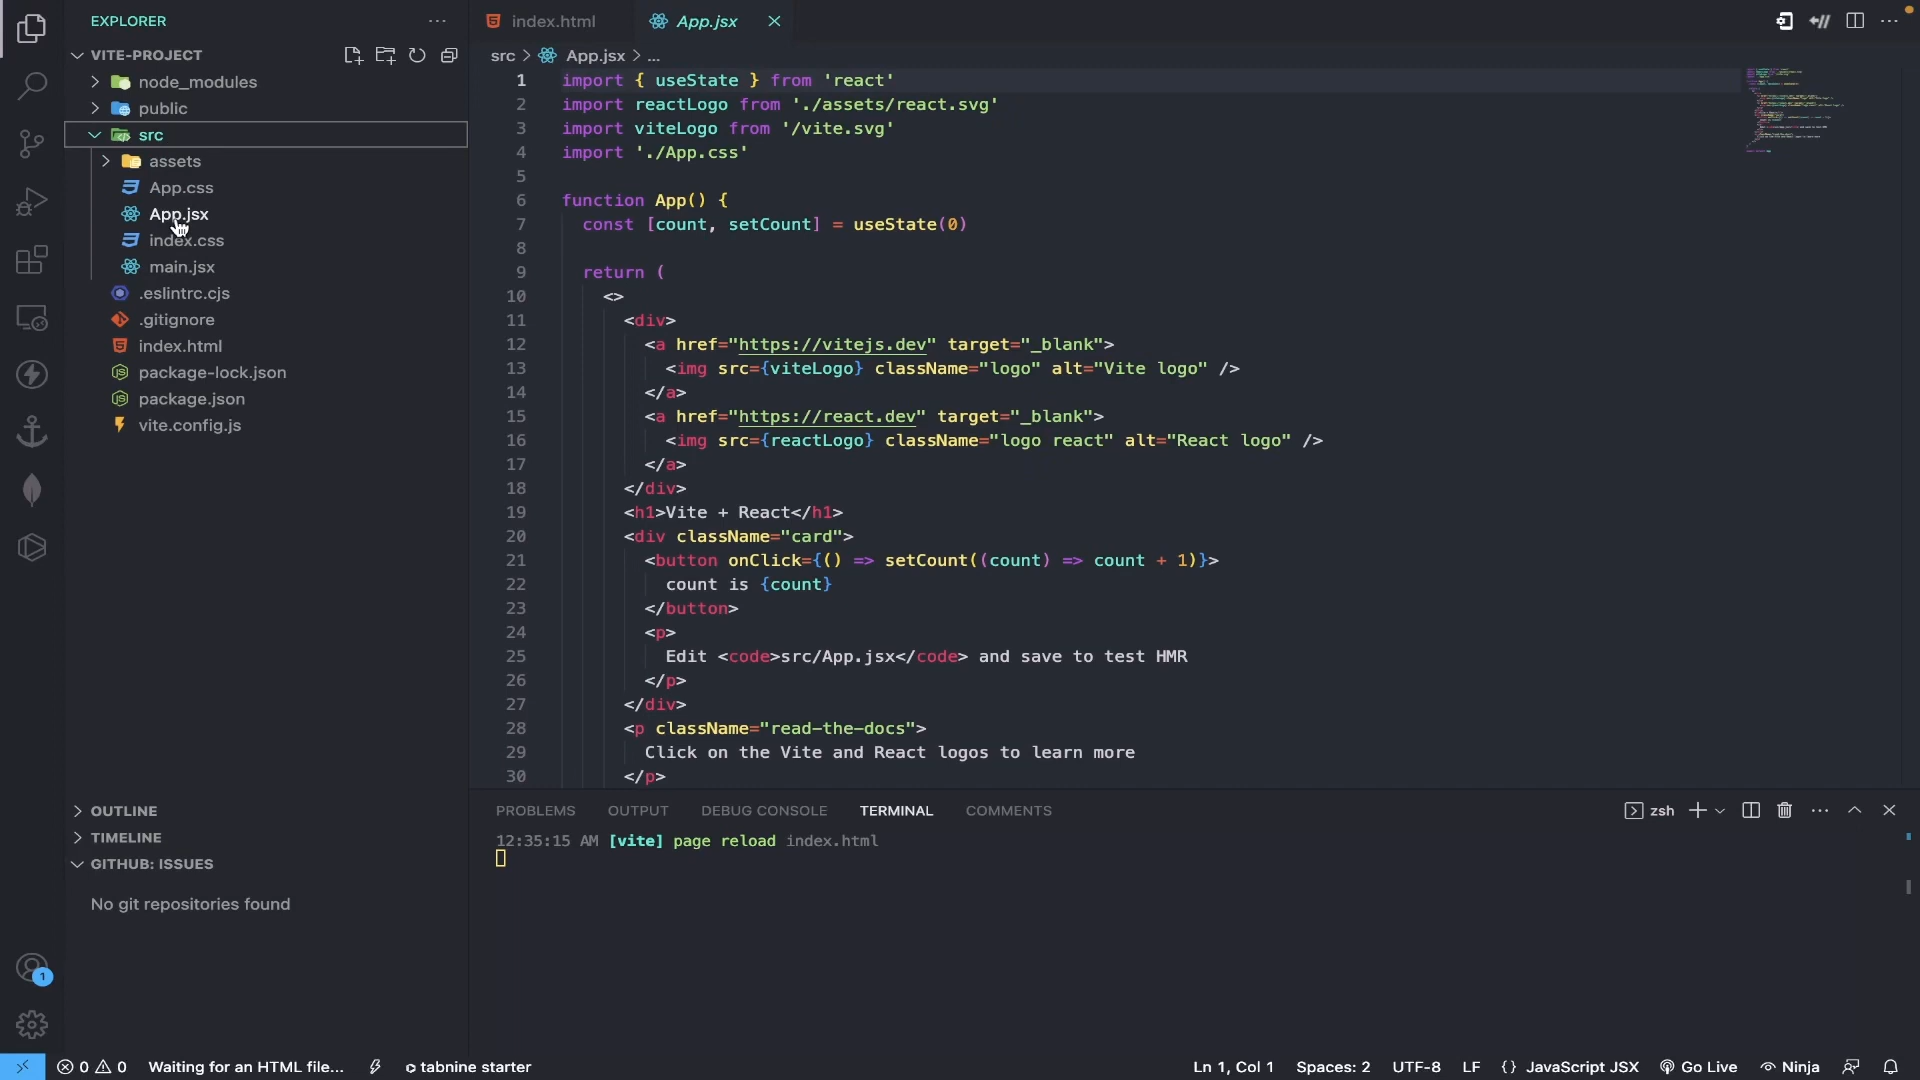 EXPLORER
VITE-PROJECT
node_modules
public
src
assets
App.css
App.jsx
index.css
main.jsx
.eslintrc.cjs
.gitignore
index.html
package-lock.json
package.json
vite.config.js
OUTLINE
TIMELINE
GITHUB: ISSUES
No git repositories found
1
index.html
App.jsx
src > App.jsx > ...
1 import { useState } from 'react'
2 import reactLogo from './assets/react.svg'
3 import viteLogo from '/vite.svg'
4 import './App.css'
5
6 function App() {
7 const [count, setCount] = useState(0)
8
9 return (
10 <>
11 <div>
12 <a href="https://vitejs.dev" target="_blank">
13 <img src={viteLogo} className="logo" alt="Vite logo" />
14 </a>
15 <a href="https://react.dev" target="_blank">
16 <img src={reactLogo} className="logo react" alt="React logo" />
17 </a>
18 </div>
19 <h1>Vite + React</h1>
20 <div className="card">
21 <button onClick={() => setCount((count) => count + 1)}>
22 count is {count}
23 </button>
24 <p>
25 Edit <code>src/App.jsx</code> and save to test HMR
26 </p>
27 </div>
28 <p className="read-the-docs">
29 Click on the Vite and React logos to learn more
30 </p>
PROBLEMS OUTPUT DEBUG CONSOLE TERMINAL COMMENTS
zsh
12:35:15 AM [vite] page reload index.html
0 0 Waiting for an HTML file... tabnine starter
Ln 1, Col 1 Spaces: 2 UTF-8 LF {} JavaScript JSX Go Live Ninja